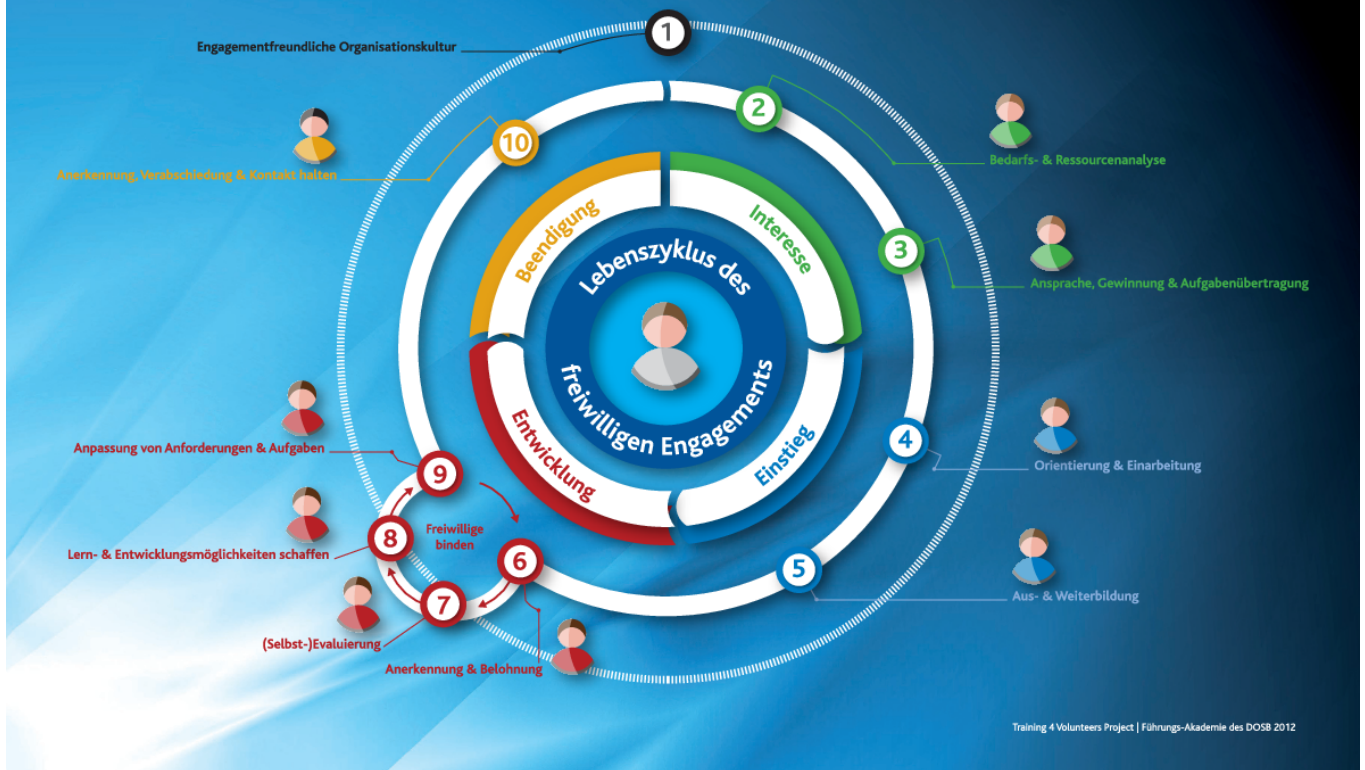 1
Engagementfreundliche Organisationskultur
2
Bedarfs- & Ressourcenanalyse
3
Ansprache, Gewinnung & Aufgabenübertragung
4
Orientierung & Einarbeitung
5
Aus- & Weiterbildung
6
Anerkennung & Belohnung
7
(Selbst-)Evaluierung
8
Lern- & Entwicklungsmöglichkeiten schaffen
9
Anpassung von Anforderungen & Aufgaben
Freiwillige
binden
10
Anerkennung, Verabschiedung & Kontakt halten
Interesse
Einstieg
Entwicklung
Beendigung
Lebenszyklus des
freiwilligen Engagements
Training 4 Volunteers Project | Führungs-Akademie des DOSB 2012